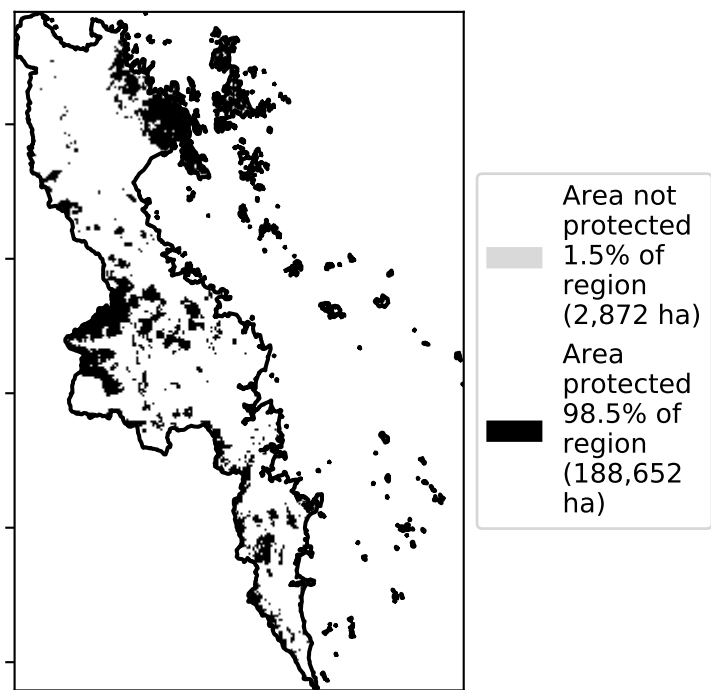 Area not
protected
1.5% of
region
(2,872 ha)
Area
protected
98.5% of
region
(188,652
ha)